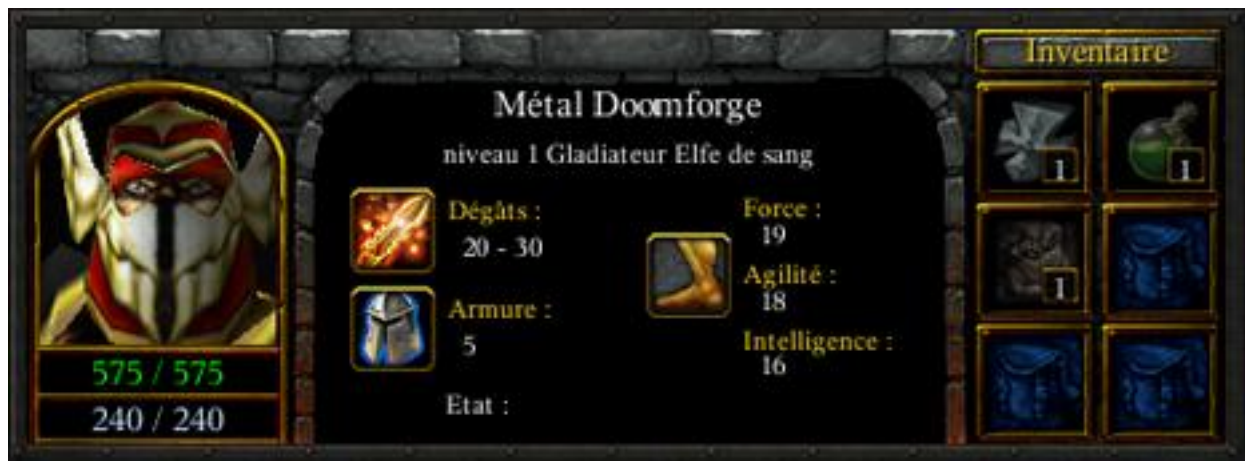 Métal Doomforge
niveau 1 Gladiateur Elfe de sang
Dégâts :
20 - 30
Armure :
5
Etat :
Force :
19
Agilité :
18
Intelligence :
16
575 / 575
240 / 240
Inventaire
1
1
1